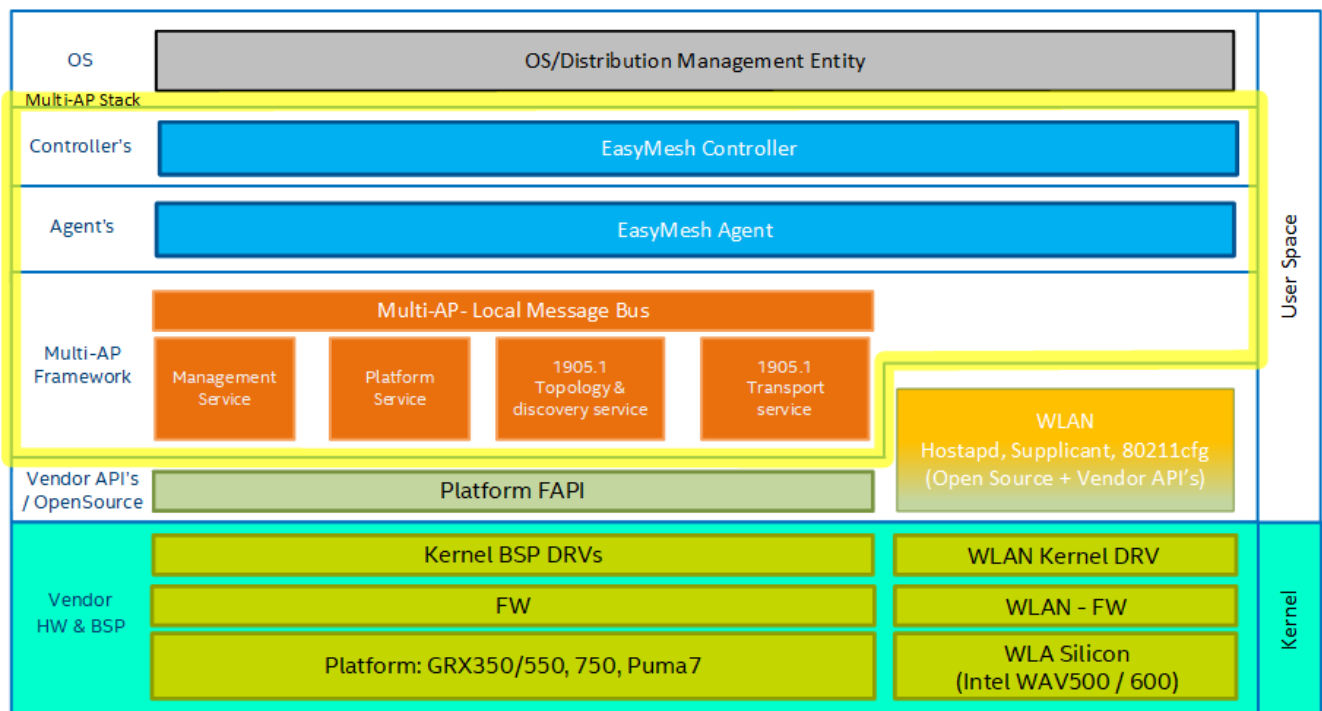 OS
OS/Distribution Management Entity
Multi-AP Stack
Controller's
EasyMesh Controller
Agent's
EasyMesh Agent
User Space
Multi-AP
Framework
Multi-AP- Local Message Bus
Management
Service
Platform
Service
1905.1
Topology &
discovery service
1905.1
Transport
service
WLAN
Hostapd, Supplicant, 80211cfg
(Open Source + Vendor API's)
Vendor API's
/ OpenSource
Platform FAPI
Vendor
HW & BSP
Kernel BSP DRVs
WLAN Kernel DRV
FW
WLAN - FW
Platform: GRX350/550, 750, Puma7
WLA Silicon
(Intel WAV500 / 600)
Kernel